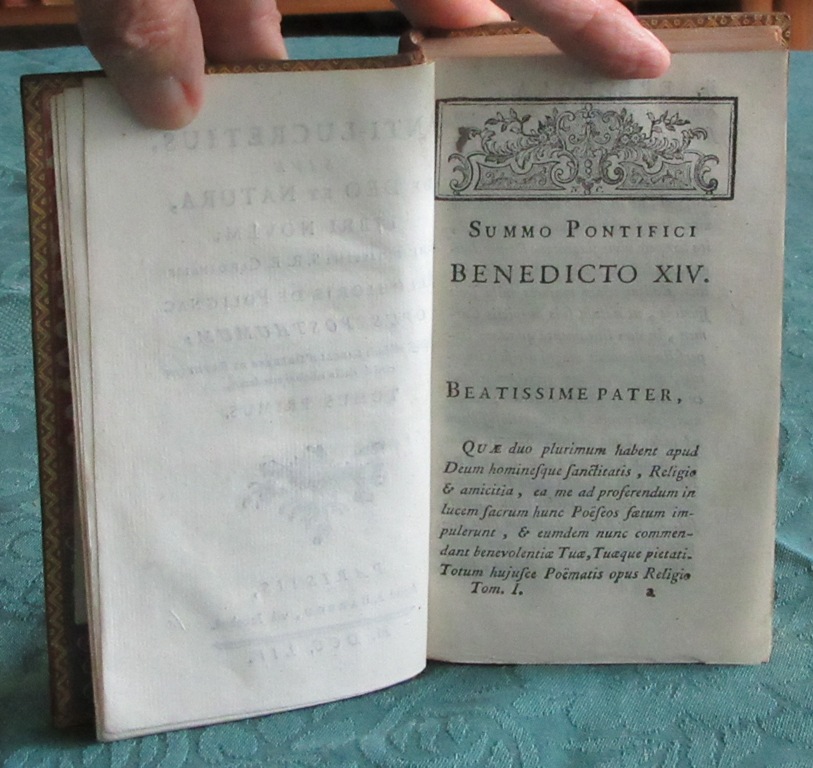 SUMMO PONTIFICI
BENEDICTO XIV.
BEATISSIME PATER,
QUÆ duo plurimum habent apud
Deum homineſque ſanctitatis, Religio
& amicitia, ea me ad proferendum in
lucem ſacrum hunc Poëſeos fœtum im-
pulerunt, & eumdem nunc commen-
dant benevolentiæ Tuæ, Tuæque pietati.
Totum hujuſce Poëmatis opus Religio
Tom. I. a